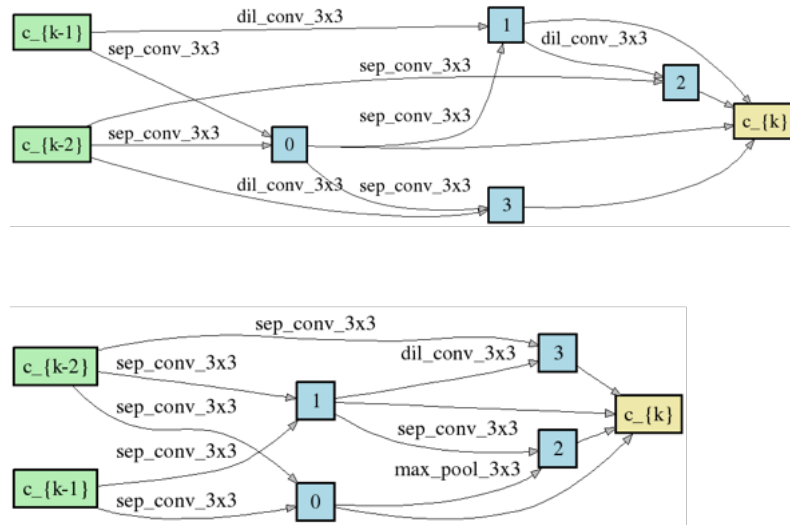 dil_conv_3x3
c_{k-1}
1
dil_conv_3x3
sep_conv_3x3
sep_conv_3x3
2
sep_conv_3x3
c_{k}
sep_conv_3x3
c_{k-2}
0
dil_conv_3x3
sep_conv_3x3
3
sep_conv_3x3
dil_conv_3x3
3
c_{k-2}
sep_conv_3x3
1
sep_conv_3x3
c_{k}
sep_conv_3x3
2
sep_conv_3x3
max_pool_3x3
c_{k-1}
sep_conv_3x3
0